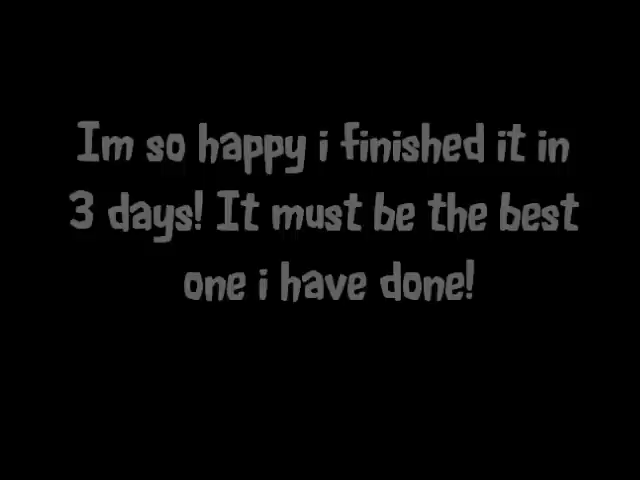 Im so happy i finished it in
3 days! It must be the best
one i have done!